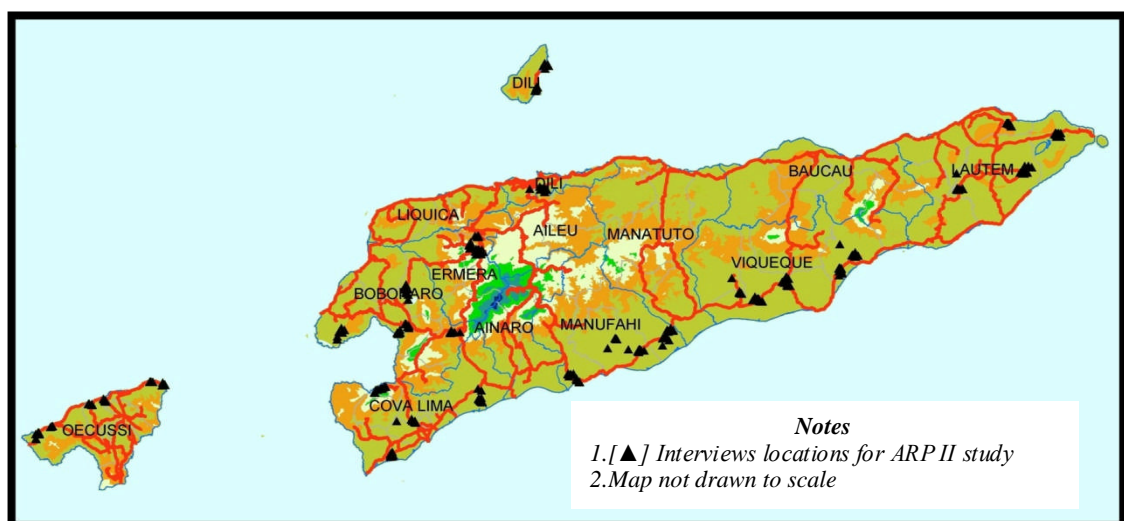 DILI
DILI
BAUCAU
LAUTEM
LIQUICA
AILEU
MANATUTO
VIQUEQUE
ERMERA
BOBONARO
AINARO
MANUFAHI
COVA LIMA
OECUSSI
Notes
1.[▲] Interviews locations for ARP II study
2.Map not drawn to scale